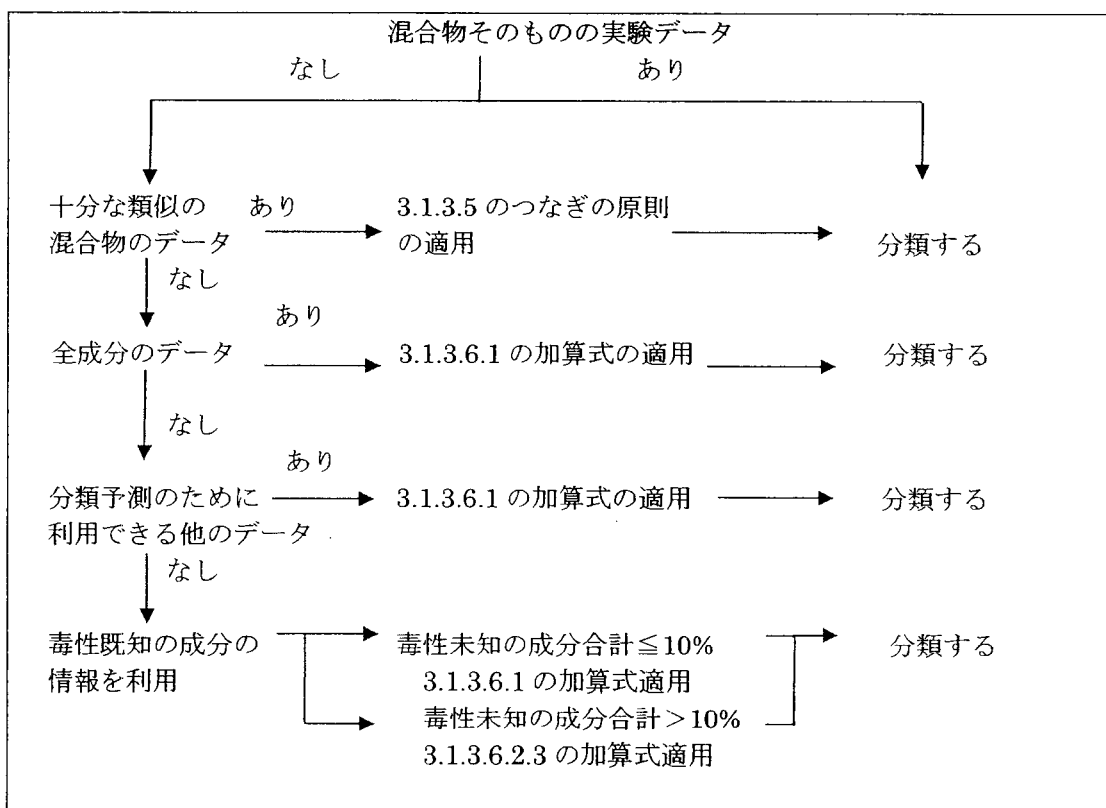 混合物そのものの実験データ
なし
あり
十分な類似の
混合物のデータ
あり
3.1.3.5 のつなぎの原則
の適用
分類する
なし
あり
全成分のデータ
3.1.3.6.1 の加算式の適用
分類する
なし
あり
分類予測のために
利用できる他のデータ
3.1.3.6.1 の加算式の適用
分類する
なし
毒性既知の成分の
情報を利用
毒性未知の成分合計≦10%
3.1.3.6.1 の加算式適用
毒性未知の成分合計>10%
3.1.3.6.2.3 の加算式適用
分類する